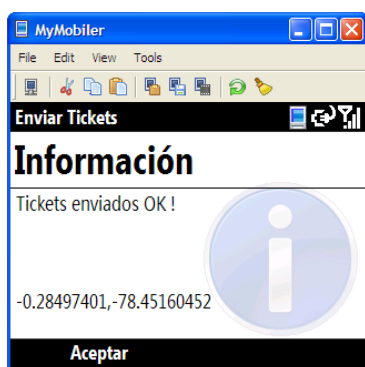 MyMobiler
File Edit View Tools
Enviar Tickets
Información
Tickets enviados OK !
-0.28497401,-78.45160452
Aceptar